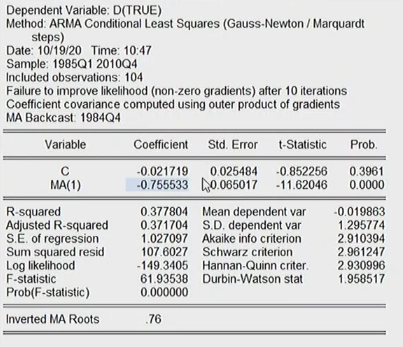 Dependent Variable: D(TRUE)
Method: ARMA Conditional Least Squares (Gauss-Newton / Marquardt
steps)
Date: 10/19/20 Time: 10:47
Sample: 1985Q1 2010Q4
Included observations: 104
Failure to improve likelihood (non-zero gradients) after 10 iterations
Coefficient covariance computed using outer product of gradients
MA Backcast: 1984Q4
Variable Coefficient Std. Error t-Statistic Prob.
C -0.021719 0.025484 -0.852256 0.3961
MA(1) -0.755533 0.065017 -11.62046 0.0000
R-squared 0.377804 Mean dependent var -0.019863
Adjusted R-squared 0.371704 S.D. dependent var 1.295774
S.E. of regression 1.027097 Akaike info criterion 2.910394
Sum squared resid 107.6027 Schwarz criterion 2.961247
Log likelihood -149.3405 Hannan-Quinn criter. 2.930996
F-statistic 61.93538 Durbin-Watson stat 1.958517
Prob(F-statistic) 0.000000
Inverted MA Roots .76